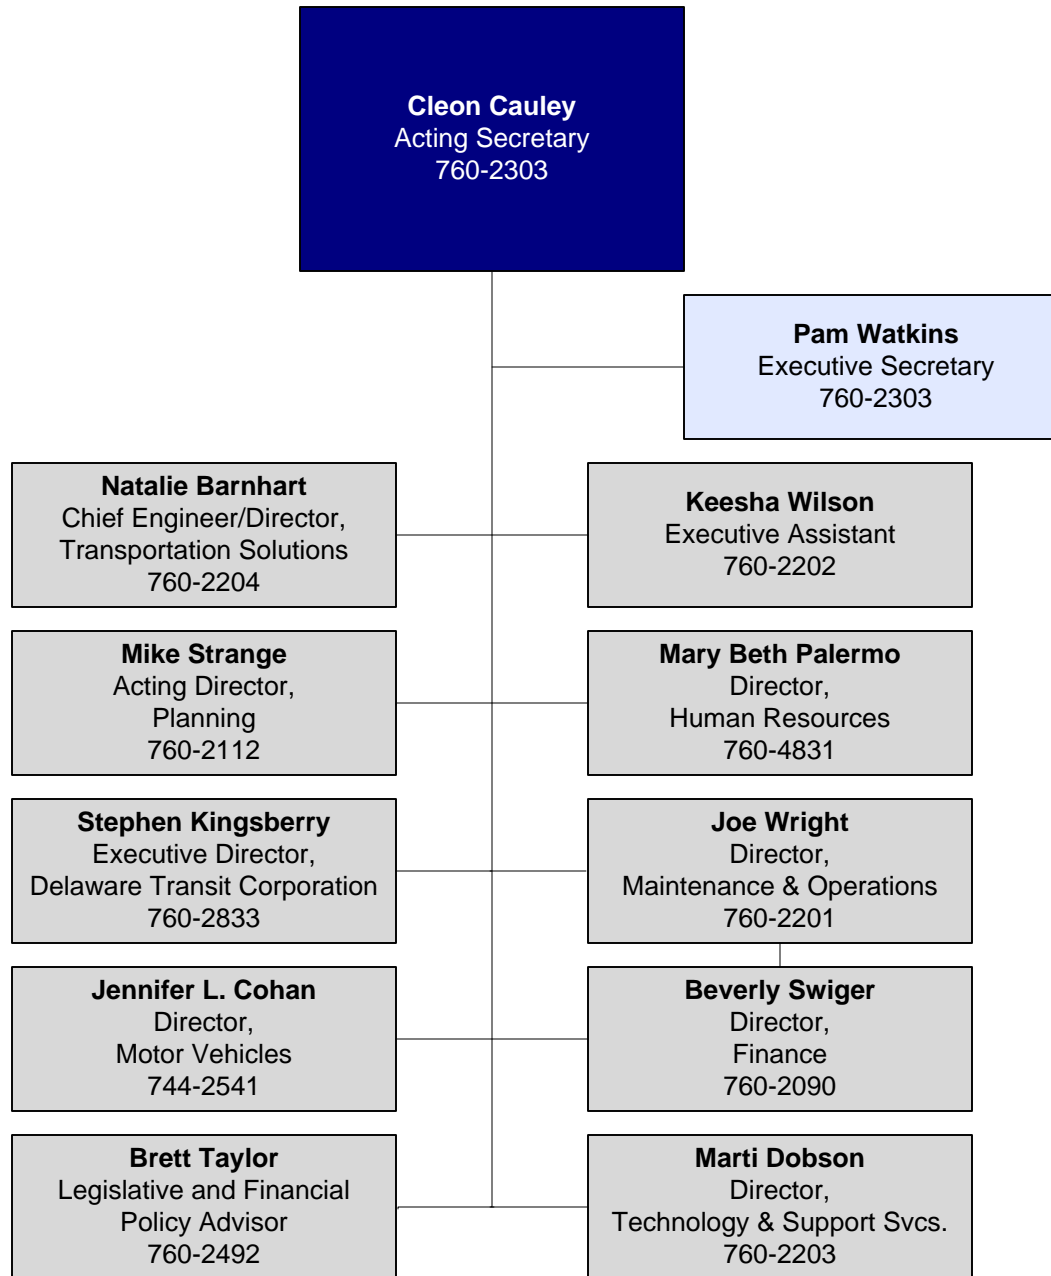 Cleon Cauley
Acting Secretary
760-2303
Pam Watkins
Executive Secretary
760-2303
Natalie Barnhart
Chief Engineer/Director,
Transportation Solutions
760-2204
Keesha Wilson
Executive Assistant
760-2202
Mike Strange
Acting Director,
Planning
760-2112
Mary Beth Palermo
Director,
Human Resources
760-4831
Stephen Kingsberry
Executive Director,
Delaware Transit Corporation
760-2833
Joe Wright
Director,
Maintenance & Operations
760-2201
Jennifer L. Cohan
Director,
Motor Vehicles
744-2541
Beverly Swiger
Director,
Finance
760-2090
Brett Taylor
Legislative and Financial
Policy Advisor
760-2492
Marti Dobson
Director,
Technology & Support Svcs.
760-2203